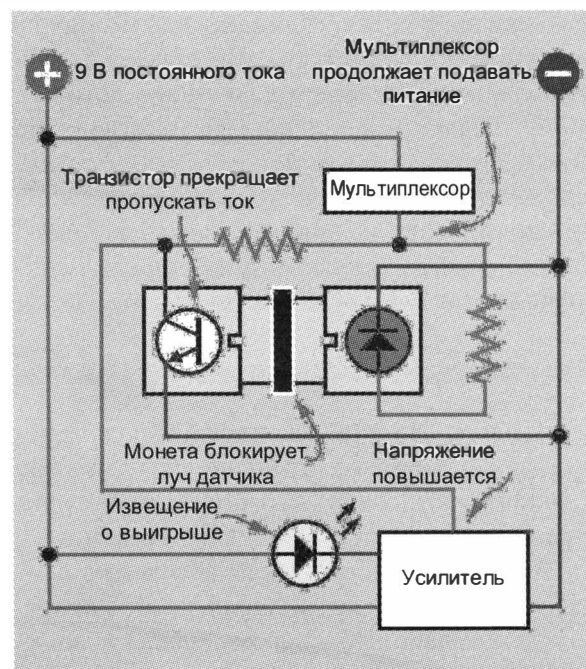 +
9 В постоянного тока
Мультиплексор
продолжает подавать
питание
−
Транзистор прекращает
пропускать ток
Мультиплексор
Монета блокирует
луч датчика
Напряжение
повышается
Извещение
о выигрыше
Усилитель